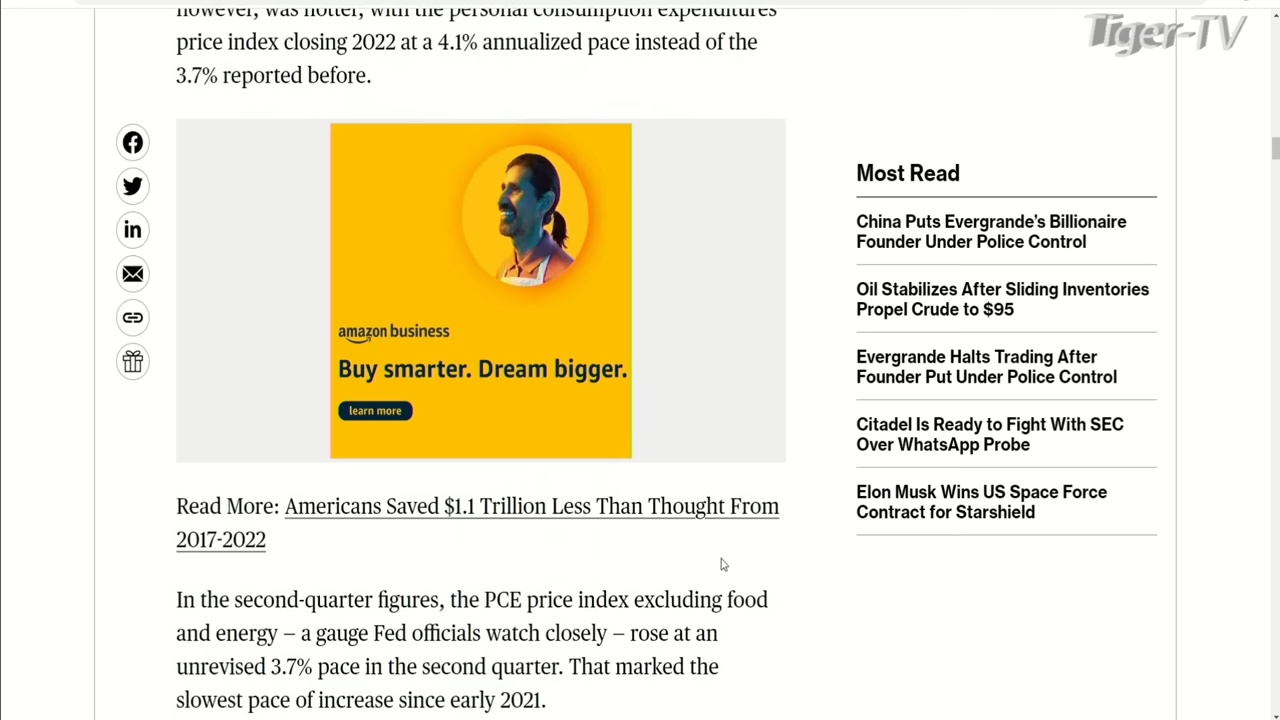 however, was hotter, with the personal consumption expenditures
price index closing 2022 at a 4.1% annualized pace instead of the
3.7% reported before.
Tiger-TV
amazon business
Buy smarter. Dream bigger.
learn more
Most Read
China Puts Evergrande’s Billionaire
Founder Under Police Control
Oil Stabilizes After Sliding Inventories
Propel Crude to $95
Evergrande Halts Trading After
Founder Put Under Police Control
Citadel Is Ready to Fight With SEC
Over WhatsApp Probe
Elon Musk Wins US Space Force
Contract for Starshield
Read More: Americans Saved $1.1 Trillion Less Than Thought From
2017-2022
In the second-quarter figures, the PCE price index excluding food
and energy – a gauge Fed officials watch closely – rose at an
unrevised 3.7% pace in the second quarter. That marked the
slowest pace of increase since early 2021.